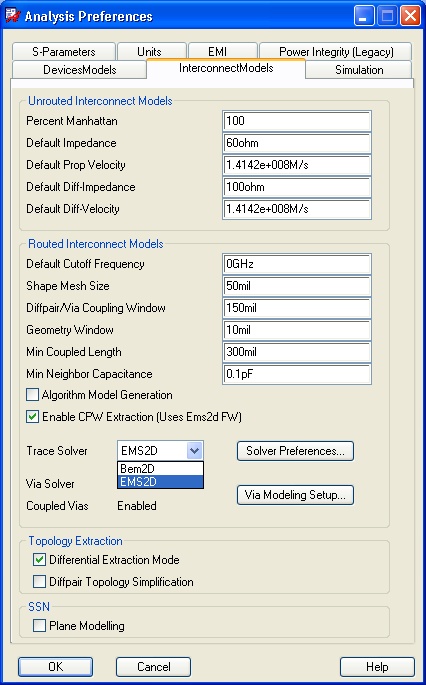 Analysis Preferences
S-Parameters Units EMI Power Integrity (Legacy)
DevicesModels InterconnectModels Simulation
Unrouted Interconnect Models
Percent Manhattan 100
Default Impedance 60ohm
Default Prop Velocity 1.4142e+008M/s
Default Diff-Impedance 100ohm
Default Diff-Velocity 1.4142e+008M/s
Routed Interconnect Models
Default Cutoff Frequency 0GHz
Shape Mesh Size 50mil
Diffpair/Via Coupling Window 150mil
Geometry Window 10mil
Min Coupled Length 300mil
Min Neighbor Capacitance 0.1pF
Algorithm Model Generation
Enable CPW Extraction (Uses Ems2d FW)
Trace Solver EMS2D Solver Preferences...
Bem2D
Via Solver EMS2D
Via Modeling Setup...
Coupled Vias Enabled
Topology Extraction
Differential Extraction Mode
Diffpair Topology Simplification
SSN
Plane Modelling
OK Cancel Help